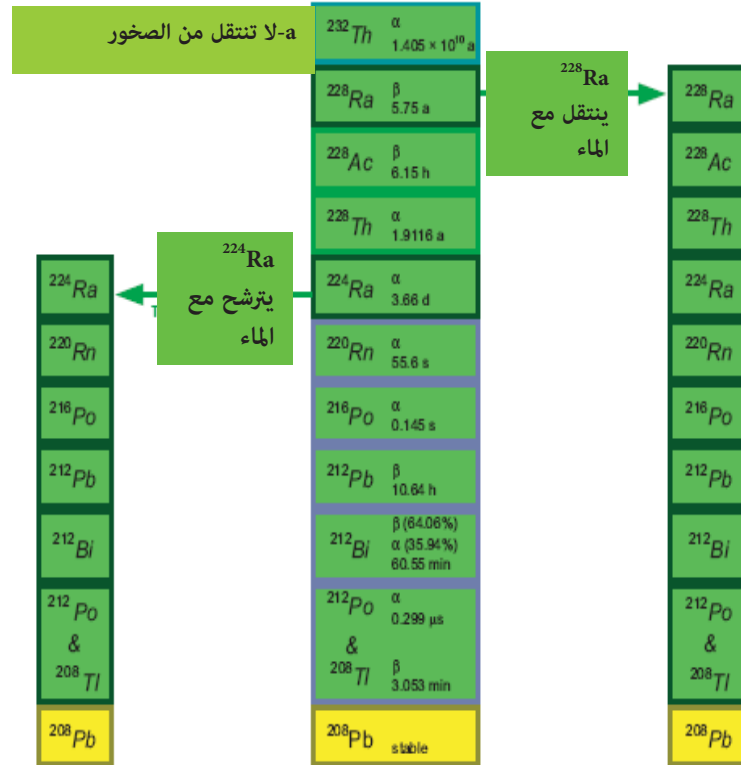 a-لا تنتقل من الصخور
²³²Th α
1.405 × 10¹⁰ a
²²⁸Ra β
5.75 a
²²⁸Ac β
6.15 h
²²⁸Th α
1.9116 a
²²⁴Ra α
3.66 d
²²⁰Rn α
55.6 s
²¹⁶Po α
0.145 s
²¹²Pb β
10.64 h
²¹²Bi β (64.06%)
α (35.94%)
60.55 min
²¹²Po α
0.299 µs
&
²⁰⁸Tl β
3.053 min
²⁰⁸Pb stable
²²⁸Ra
ينتقل مع
الماء
²²⁸Ra
²²⁸Ac
²²⁸Th
²²⁴Ra
²²⁰Rn
²¹⁶Po
²¹²Pb
²¹²Bi
²¹²Po
&
²⁰⁸Tl
²⁰⁸Pb
²²⁴Ra
يترشح مع
الماء
T
²²⁴Ra
²²⁰Rn
²¹⁶Po
²¹²Pb
²¹²Bi
²¹²Po
&
²⁰⁸Tl
²⁰⁸Pb